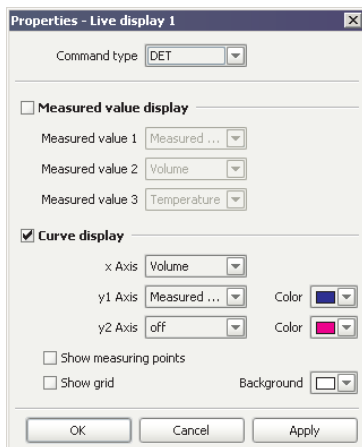 Properties - Live display 1
Command type DET
Measured value display
Measured value 1 Measured ...
Measured value 2 Volume
Measured value 3 Temperature
Curve display
x Axis Volume
y1 Axis Measured ... Color
y2 Axis off Color
Show measuring points
Show grid Background
OK Cancel Apply